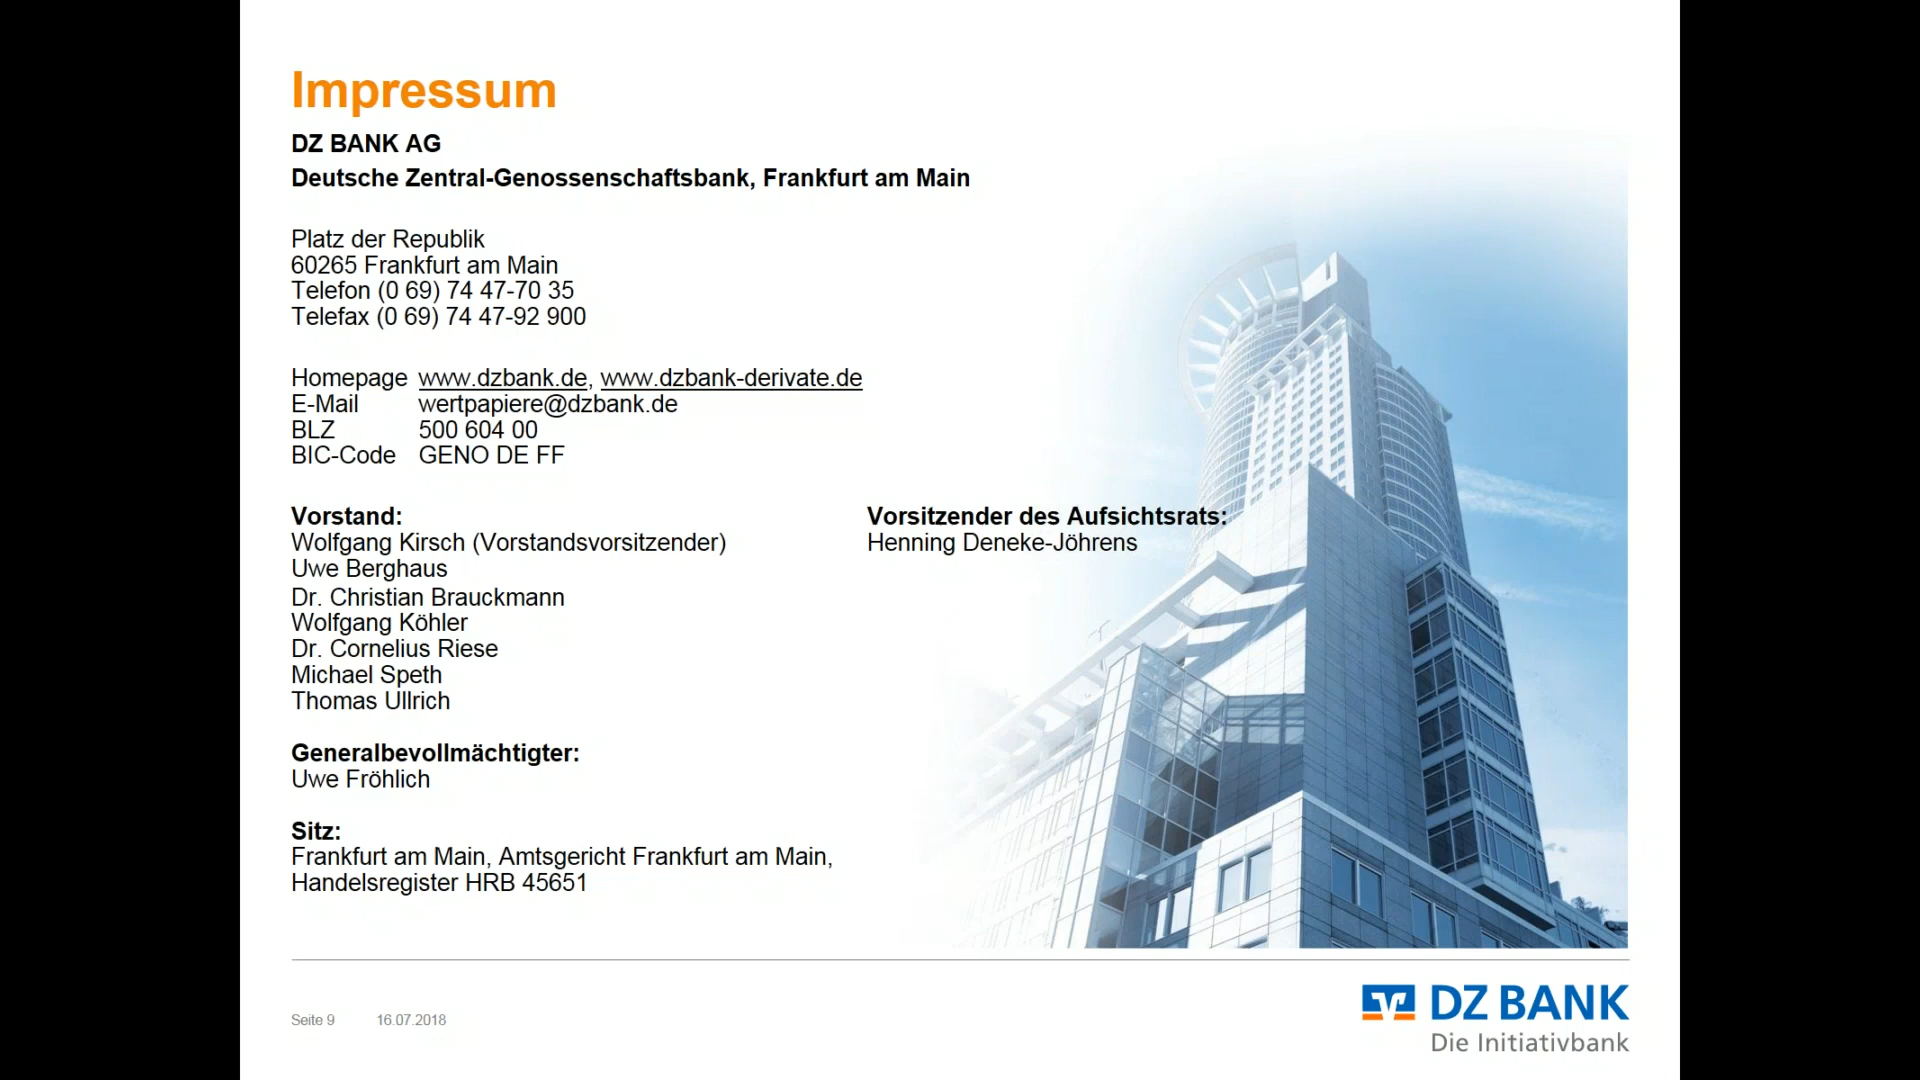 Impressum
DZ BANK AG
Deutsche Zentral-Genossenschaftsbank, Frankfurt am Main
Platz der Republik
60265 Frankfurt am Main
Telefon (0 69) 74 47-70 35
Telefax (0 69) 74 47-92 900
Homepage www.dzbank.de, www.dzbank-derivate.de
E-Mail wertpapiere@dzbank.de
BLZ 500 604 00
BIC-Code GENO DE FF
Vorstand:
Wolfgang Kirsch (Vorstandsvorsitzender)
Uwe Berghaus
Dr. Christian Brauckmann
Wolfgang Köhler
Dr. Cornelius Riese
Michael Speth
Thomas Ullrich
Vorsitzender des Aufsichtsrats:
Henning Deneke-Jöhrens
Generalbevollmächtigter:
Uwe Fröhlich
Sitz:
Frankfurt am Main, Amtsgericht Frankfurt am Main,
Handelsregister HRB 45651
Seite 9 16.07.2018
DZ BANK
Die Initiativbank